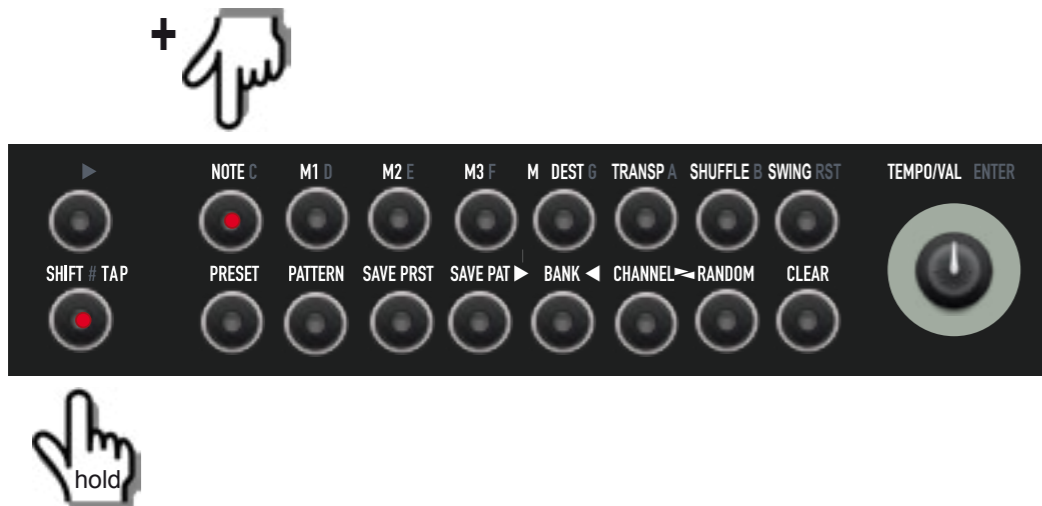 +
▶ NOTE C M1 D M2 E M3 F M DEST G TRANSP A SHUFFLE B SWING RST TEMPO/VAL ENTER
SHIFT # TAP PRESET PATTERN SAVE PRST SAVE PAT ▶ BANK ◀ CHANNEL RANDOM CLEAR
hold